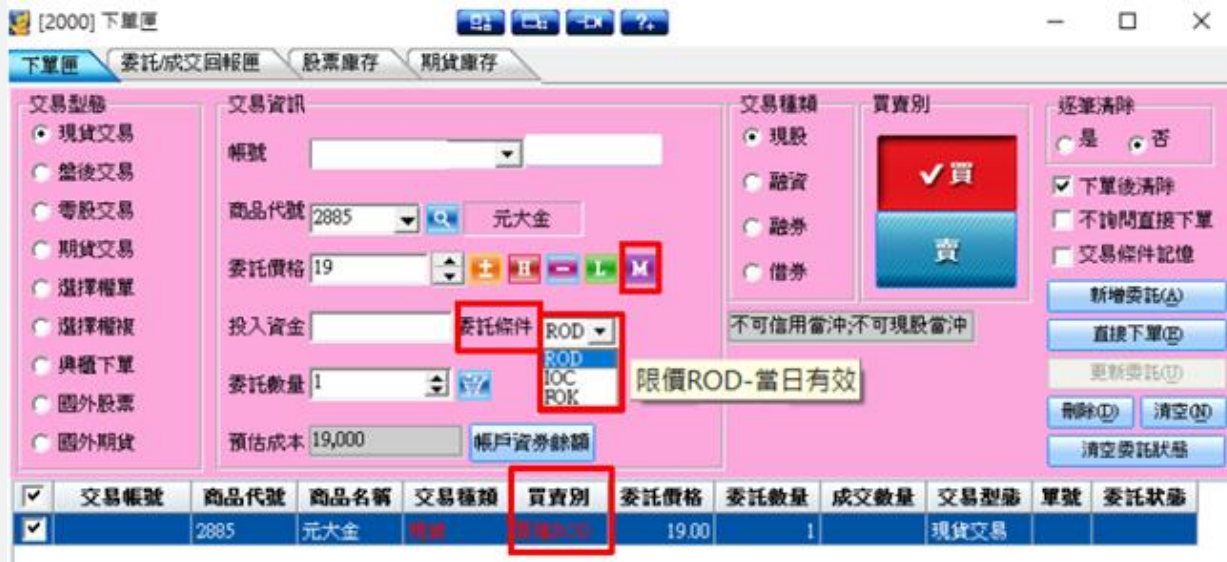 [2000] 下單匣
下單匣 委託/成交回報匣 股票庫存 期貨庫存
交易型態
現貨交易
盤後交易
零股交易
期貨交易
選擇權單
選擇權複
興櫃下單
國外股票
國外期貨
交易資訊
帳號
商品代號 2885 元大金
委託價格 19 ± H − L M
投入資金 委託條件 ROD
ROD
IOC
FOK
限價ROD-當日有效
委託數量 1
預估成本 19,000 帳戶資券餘額
交易種類
現股
融資
融券
借券
買賣別
買
賣
不可信用當沖;不可現股當沖
逐筆清除
是 否
下單後清除
不詢問直接下單
交易條件記憶
新增委託(A)
直接下單(E)
更新委託(U)
刪除(D) 清空(N)
清空委託狀態
交易帳號 商品代號 商品名稱 交易種類 買賣別 委託價格 委託數量 成交數量 交易型態 單號 委託狀態
2885 元大金 現貨 ROD 19.00 1 現貨交易